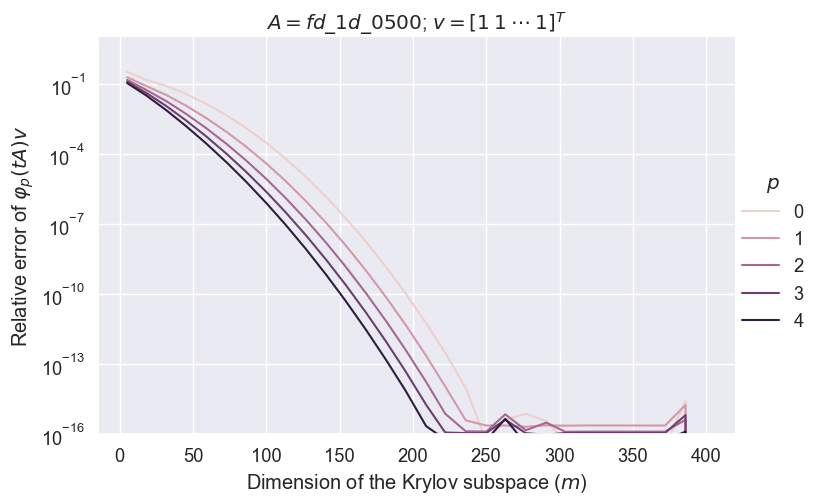 A = fd_1d_0500; v = [1 1 ⋯ 1]^T
Relative error of φ_p(tA)v
10^−1
10^−4
10^−7
10^−10
10^−13
10^−16
0 50 100 150 200 250 300 350 400
Dimension of the Krylov subspace (m)
p
0
1
2
3
4